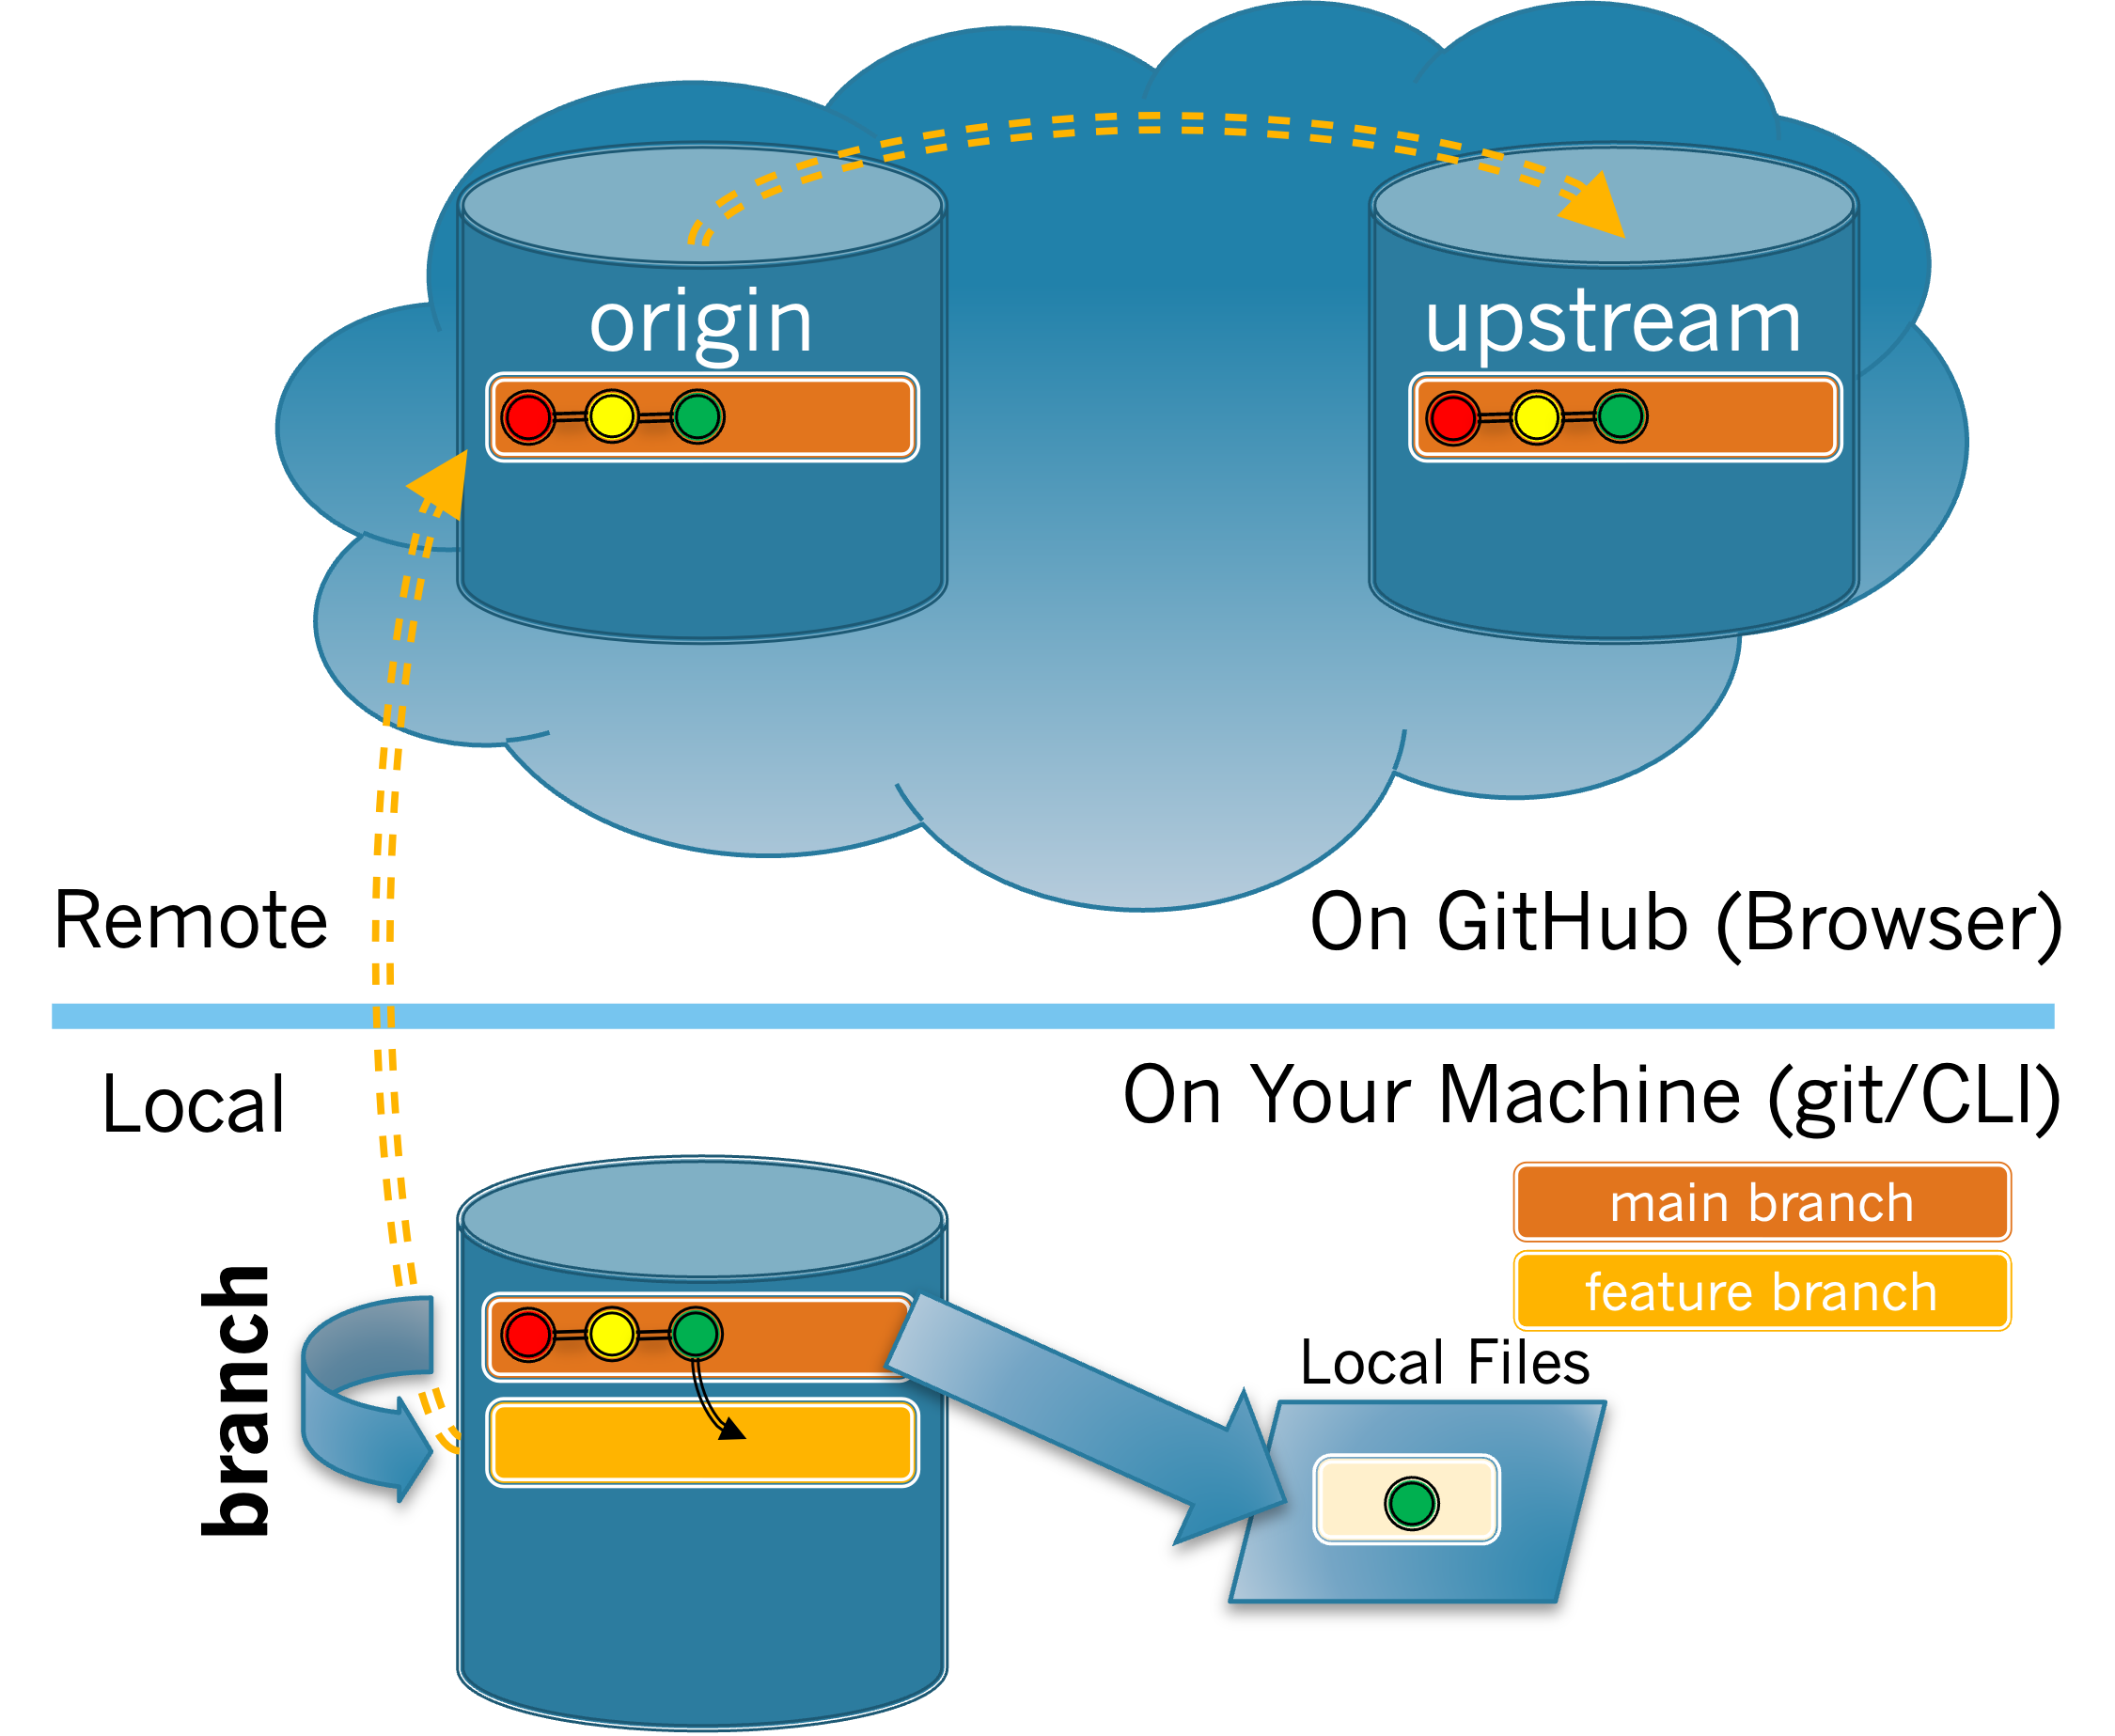 origin
upstream
Remote
On GitHub (Browser)
Local
On Your Machine (git/CLI)
main branch
feature branch
branch
Local Files